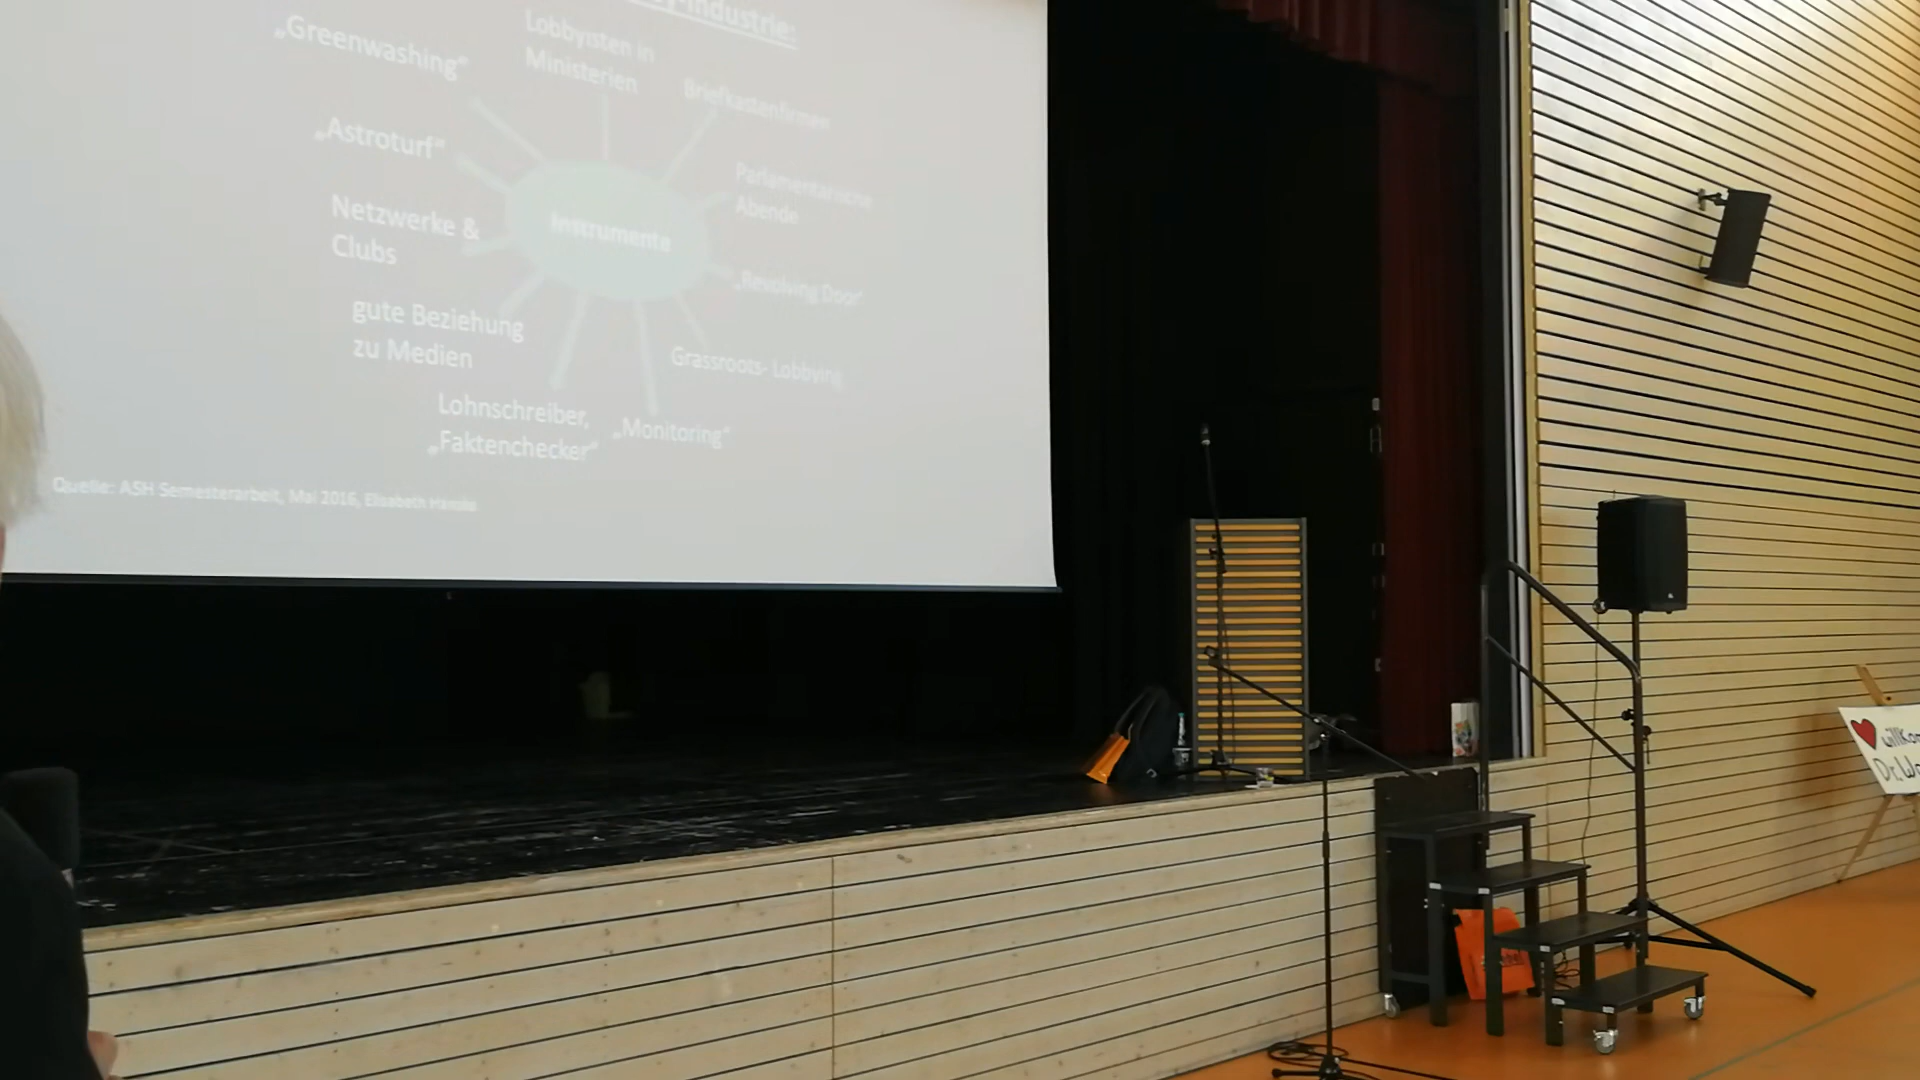 -Industrie:
„Greenwashing“
Lobbyisten in
Ministerien
Briefkastenfirmen
„Astroturf“
Parlamentarische
Abende
Netzwerke &
Clubs
Instrumente
„Revolving Door“
gute Beziehung
zu Medien
Grassroots- Lobbying
Lohnschreiber,
„Faktenchecker“
„Monitoring“
Quelle: ASH Semesterarbeit, Mai 2016, Elisabeth
Dr.